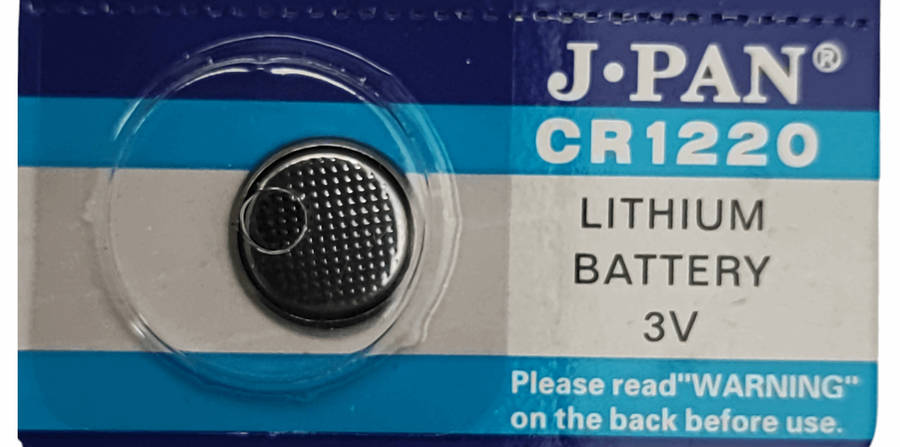 J·PAN®
CR1220
LITHIUM
BATTERY
3V
Please read"WARNING"
on the back before use.